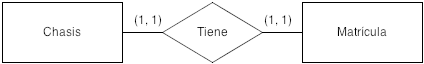 Chasis
(1, 1)
Tiene
(1, 1)
Matricula